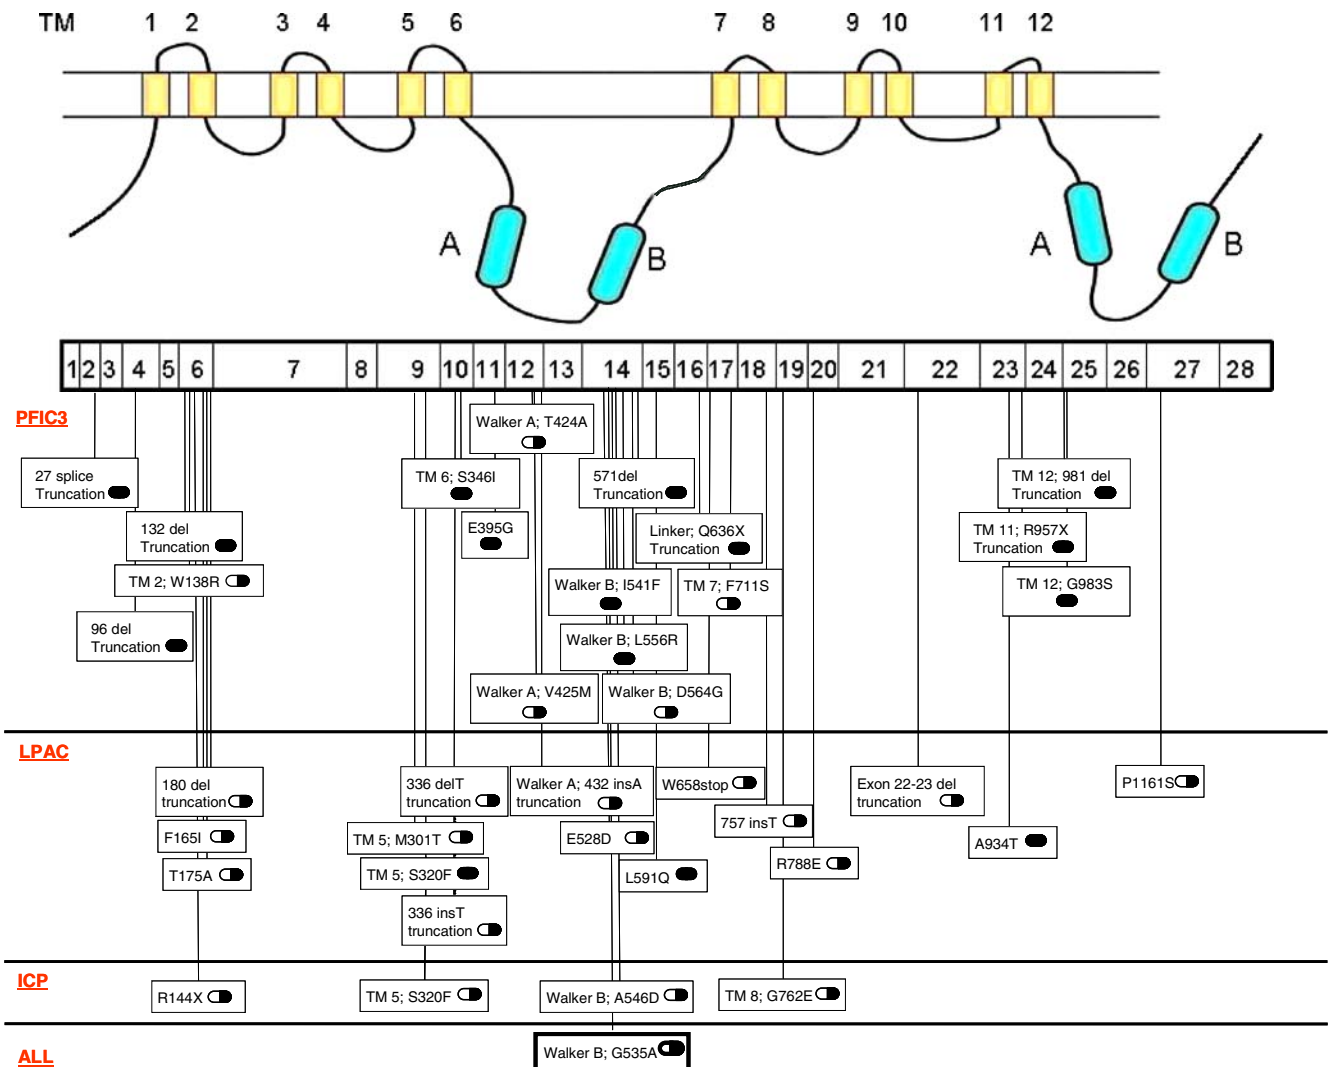 TM 1 2 3 4 5 6 7 8 9 10 11 12
A B A B
1 2 3 4 5 6 7 8 9 10 11 12 13 14 15 16 17 18 19 20 21 22 23 24 25 26 27 28
PFIC3
Walker A; T424A
27 splice
Truncation
TM 6; S346I
571del
Truncation
TM 12; 981 del
Truncation
132 del
Truncation
E395G
Linker; Q636X
Truncation
TM 11; R957X
Truncation
TM 2; W138R
Walker B; I541F
TM 7; F711S
TM 12; G983S
96 del
Truncation
Walker B; L556R
Walker A; V425M
Walker B; D564G
LPAC
180 del
truncation
336 delT
truncation
Walker A; 432 insA
truncation
W658stop
Exon 22-23 del
truncation
P1161S
F165I
TM 5; M301T
E528D
757 insT
A934T
T175A
TM 5; S320F
L591Q
R788E
336 insT
truncation
ICP
R144X
TM 5; S320F
Walker B; A546D
TM 8; G762E
ALL
Walker B; G535A